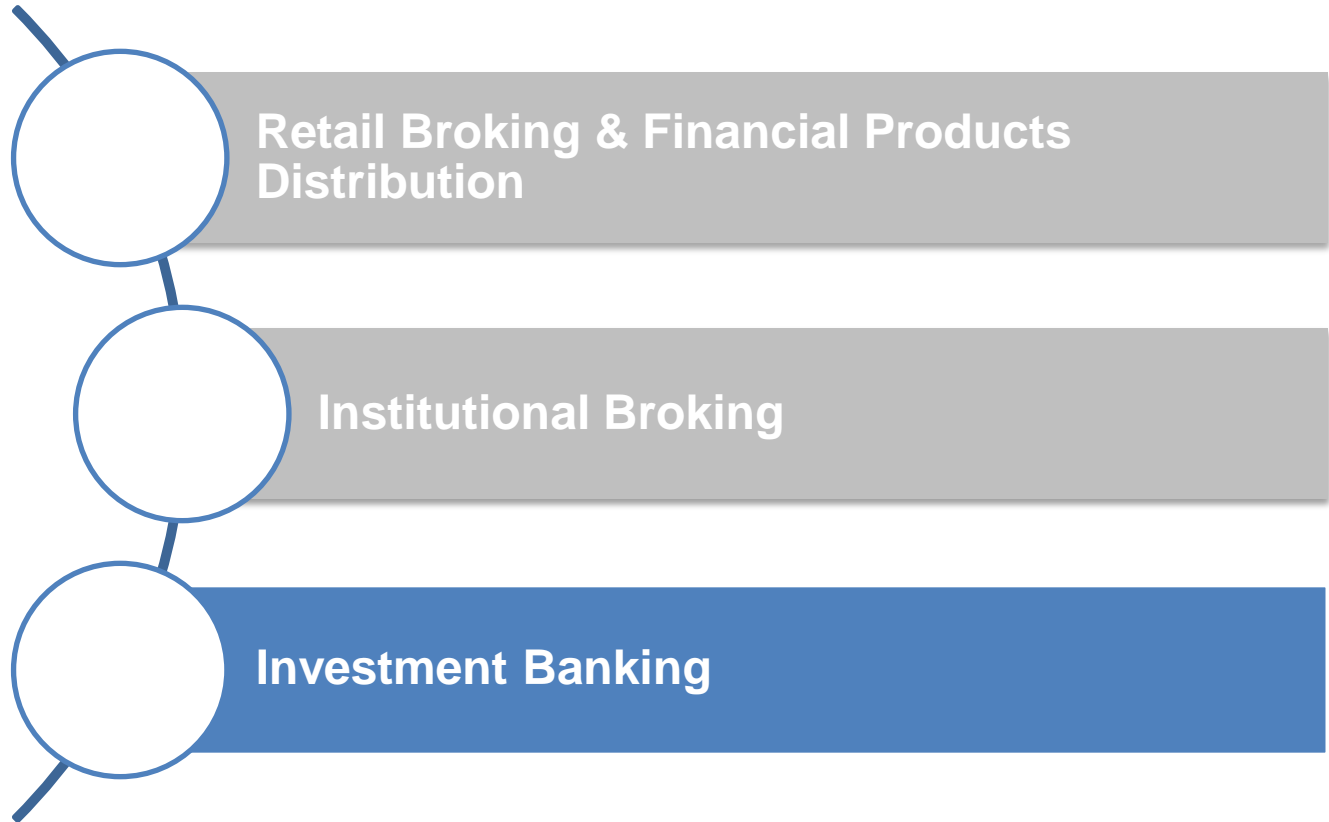 Retail Broking & Financial Products
Distribution
Institutional Broking
Investment Banking